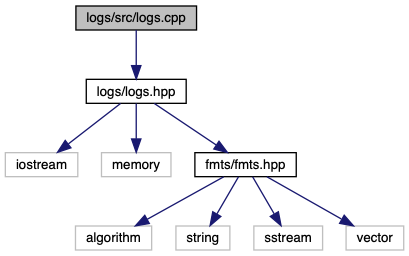 logs/src/logs.cpp
logs/logs.hpp
iostream
memory
fmts/fmts.hpp
algorithm
string
sstream
vector